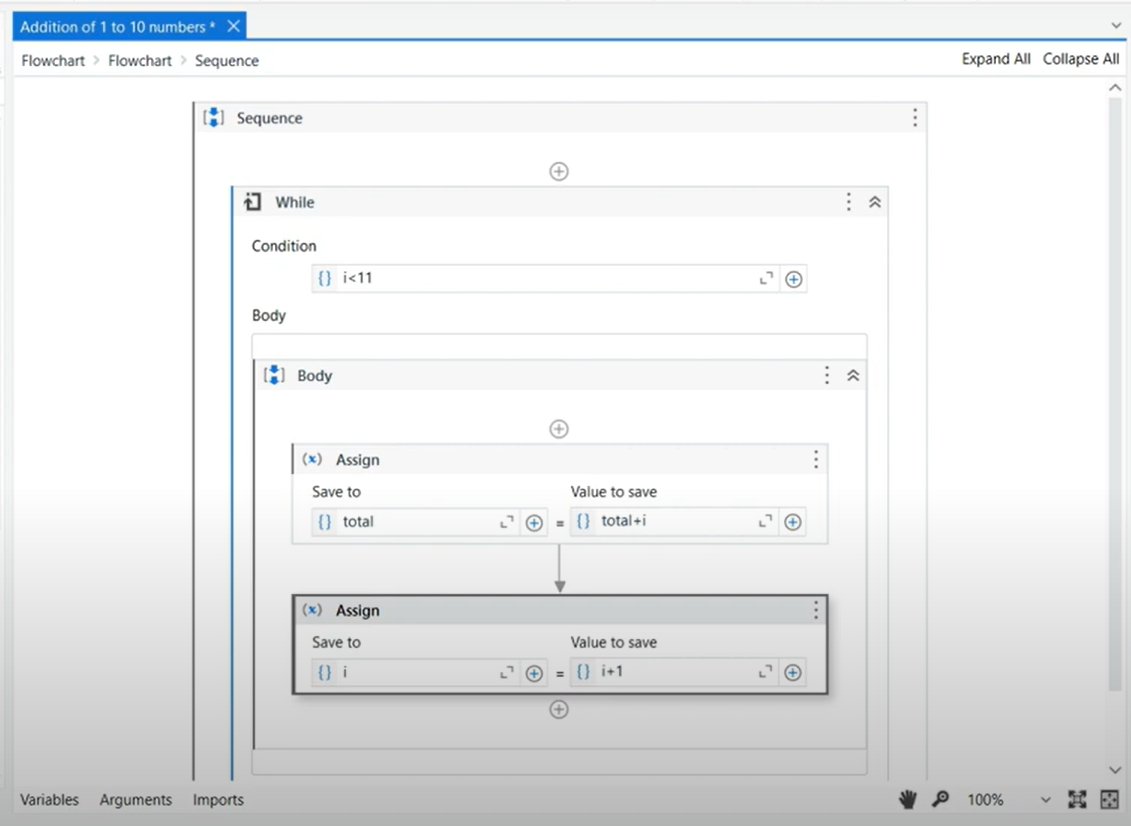 Addition of 1 to 10 numbers *
Flowchart > Flowchart > Sequence
Expand All Collapse All
Sequence
While
Condition
{} i<11
Body
Body
(x) Assign
Save to Value to save
{} total = {} total+i
(x) Assign
Save to Value to save
{} i = {} i+1
Variables Arguments Imports 100%